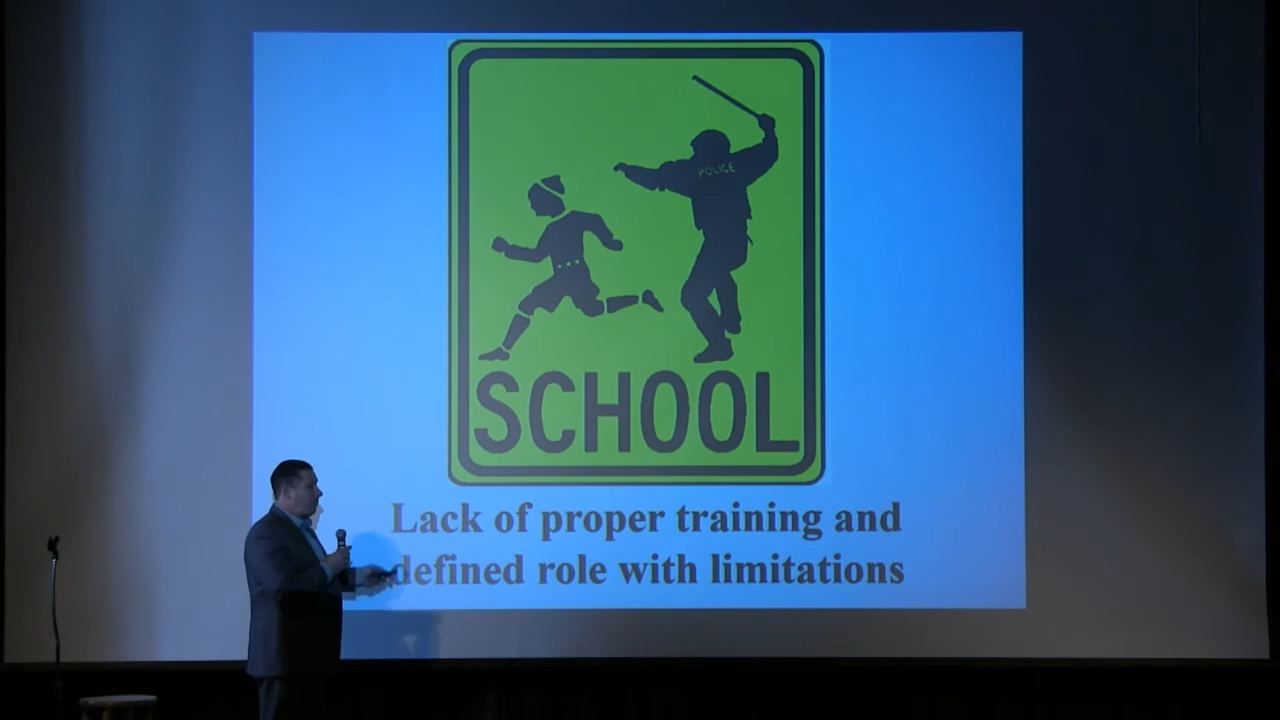 POLICE
SCHOOL
Lack of proper training and
defined role with limitations